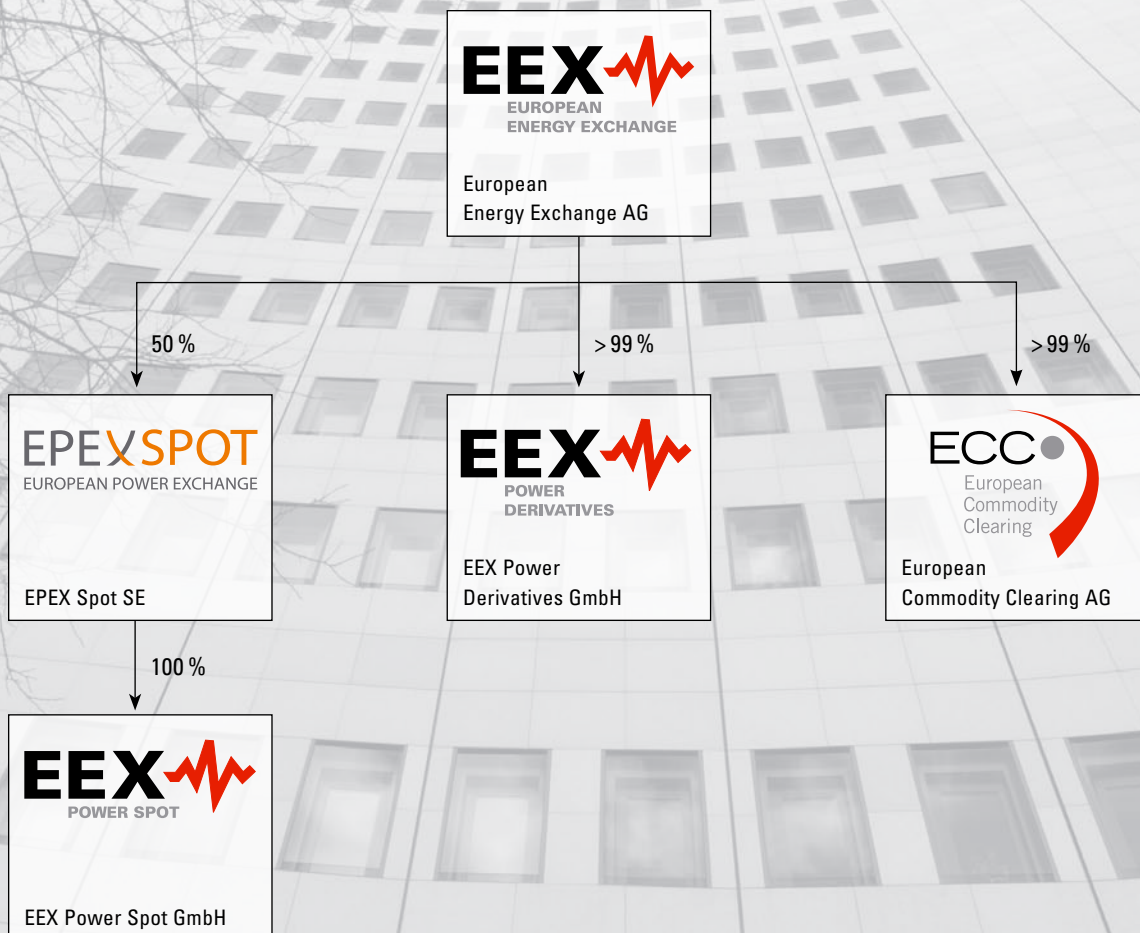 EEX
EUROPEAN
ENERGY EXCHANGE
European
Energy Exchange AG
50 %
> 99 %
> 99 %
EPEXSPOT
EUROPEAN POWER EXCHANGE
EPEX Spot SE
EEX
POWER
DERIVATIVES
EEX Power
Derivatives GmbH
ECC
European
Commodity
Clearing
European
Commodity Clearing AG
100 %
EEX
POWER SPOT
EEX Power Spot GmbH